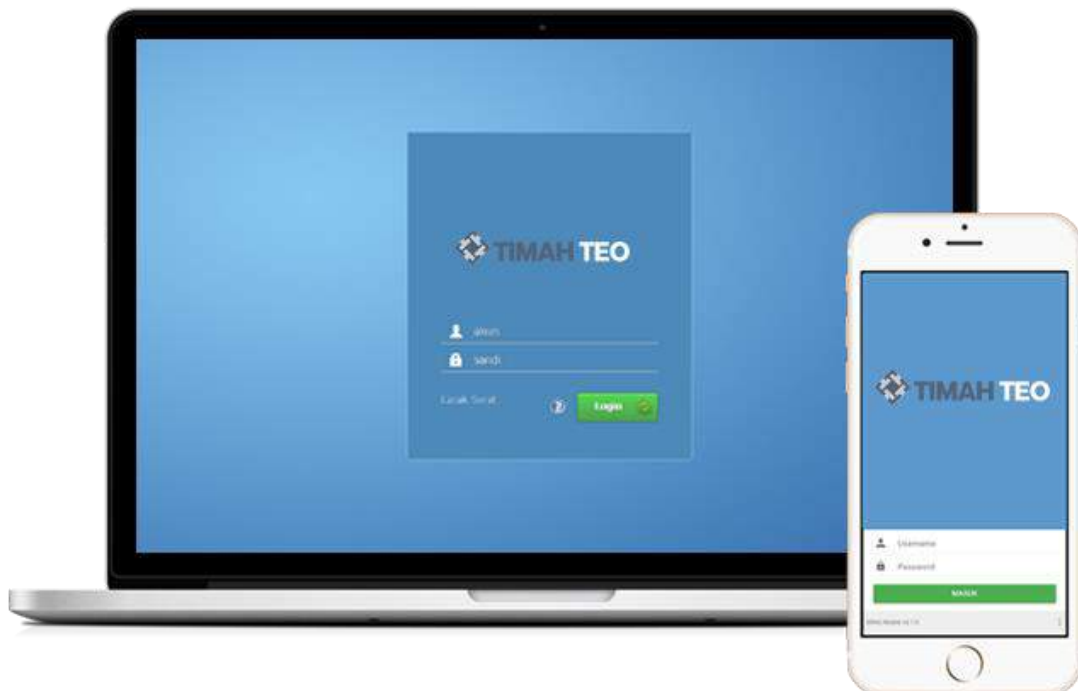 TIMAH TEO
akun
sandi
Lacak Surat
Login
TIMAH TEO
Username
Password
MASUK